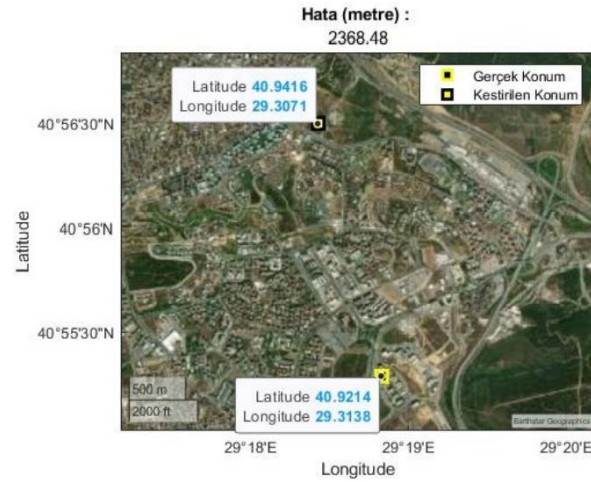 Hata (metre) :
2368.48
Latitude 40.9416
Longitude 29.3071
Gerçek Konum
Kestirilen Konum
40°56'30"N
40°56'N
40°55'30"N
Latitude
500 m
2000 ft
Latitude 40.9214
Longitude 29.3138
Earthstar Geographics
29°18'E
29°19'E
29°20'E
Longitude